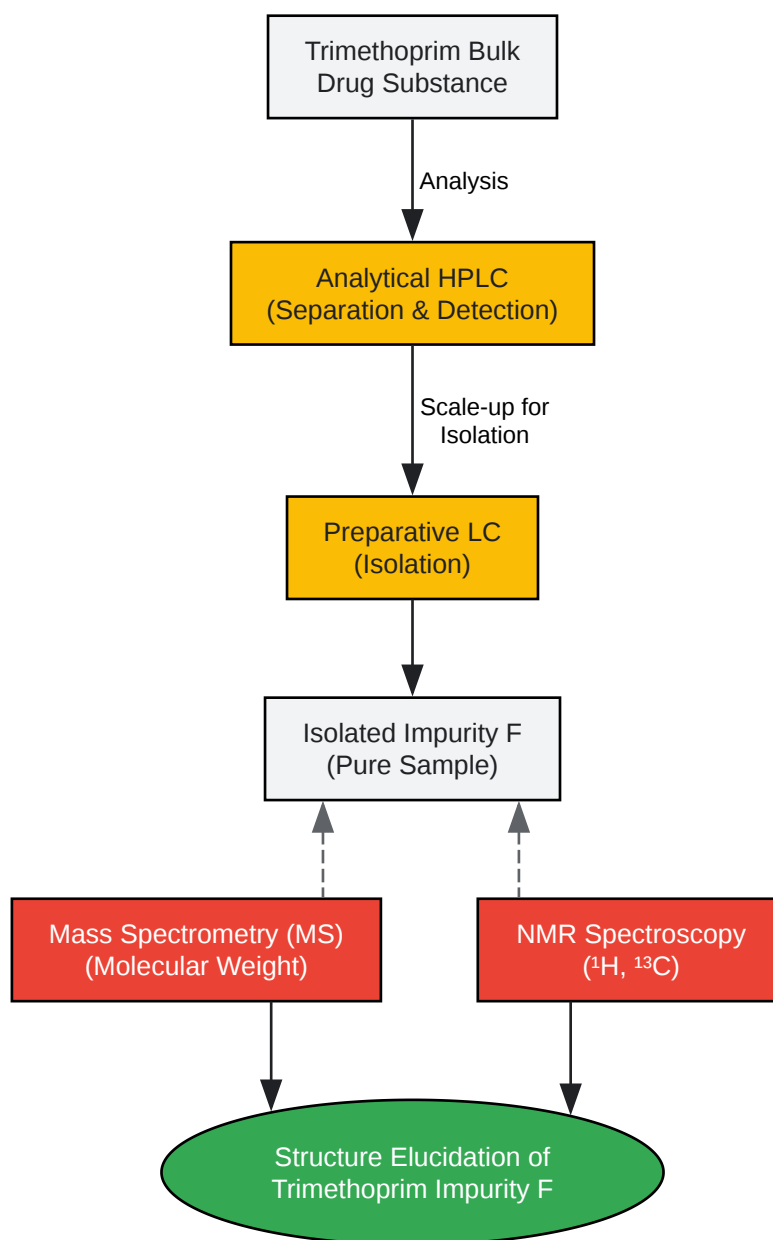 Trimethoprim Bulk
Drug Substance
Analysis
Analytical HPLC
(Separation & Detection)
Scale-up for
Isolation
Preparative LC
(Isolation)
Isolated Impurity F
(Pure Sample)
Mass Spectrometry (MS)
(Molecular Weight)
NMR Spectroscopy
(¹H, ¹³C)
Structure Elucidation of
Trimethoprim Impurity F